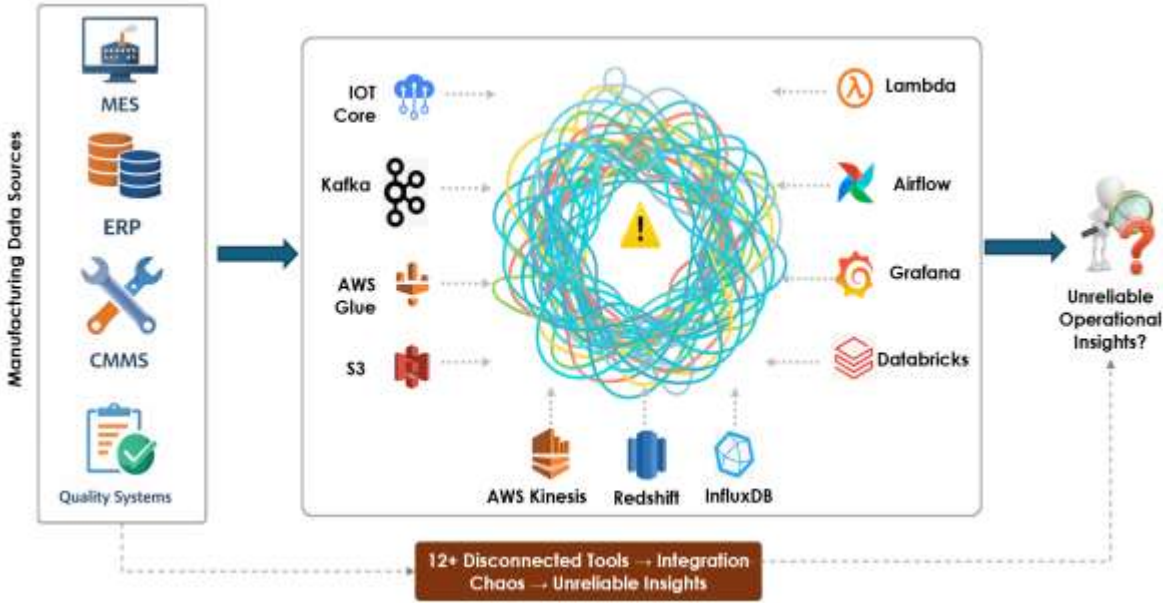 Manufacturing Data Sources
MES
ERP
CMMS
Quality Systems
IOT
Core
Kafka
AWS
Glue
S3
Lambda
Airflow
Grafana
Databricks
AWS Kinesis
Redshift
InfluxDB
Unreliable
Operational
Insights?
12+ Disconnected Tools → Integration
Chaos → Unreliable Insights